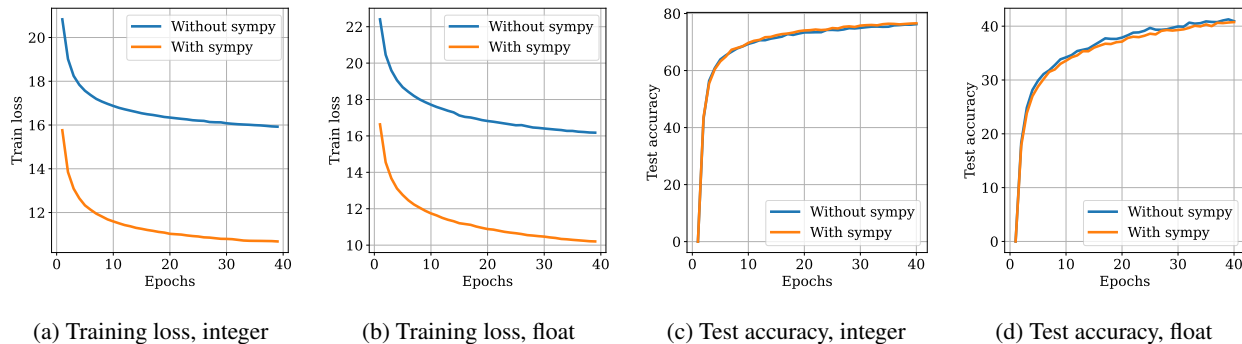 20
18
16
14
12
0
10
20
30
40
Train loss
Epochs
Without sympy
With sympy
22
20
18
16
14
12
10
0
10
20
30
40
Train loss
Epochs
Without sympy
With sympy
80
60
40
20
0
0
10
20
30
40
Test accuracy
Epochs
Without sympy
With sympy
40
30
20
10
0
0
10
20
30
40
Test accuracy
Epochs
Without sympy
With sympy
(a) Training loss, integer
(b) Training loss, float
(c) Test accuracy, integer
(d) Test accuracy, float